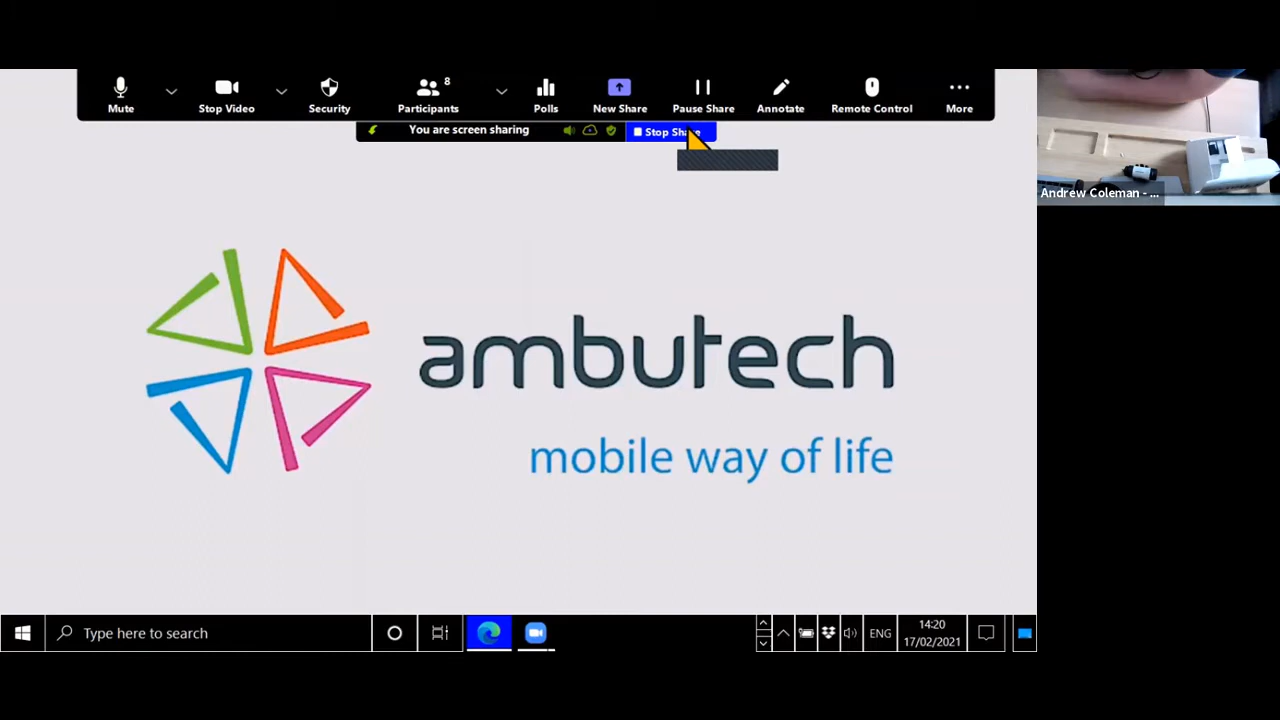 Mute
Stop Video
Security
Participants
8
Polls
New Share
Pause Share
Annotate
Remote Control
More
You are screen sharing
Stop
Andrew Coleman - ...
ambutech
mobile way of life
Type here to search
ENG
14:20
17/02/2021